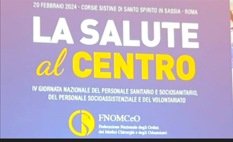 20 FEBBRAIO 2024 - CORSIE SISTINE DI SANTO SPIRITO IN SASSIA - ROMA
LA SALUTE
al CENTRO
IV GIORNATA NAZIONALE DEL PERSONALE SANITARIO E SOCIOSANITARIO,
DEL PERSONALE SOCIOASSISTENZIALE E DEL VOLONTARIATO
FNOMCeO
Federazione Nazionale degli Ordini
dei Medici Chirurghi e degli Odontoiatri